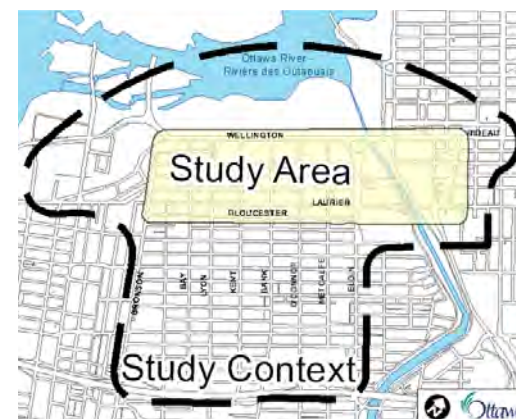 Ottawa River -
Rivière des Outaouais
WELLINGTON
RIDEAU
Study Area
LAURIER
GLOUCESTER
BRONSON
BAY
LYON
KENT
BANK
O'CONNOR
METCALFE
ELGIN
Study Context
Ottawa